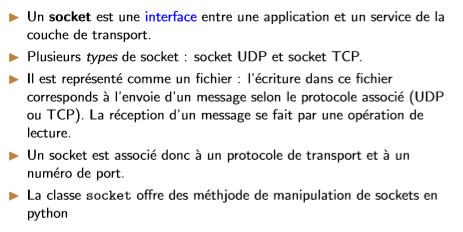 Un socket est une interface entre une application et un service de la
couche de transport.
Plusieurs types de socket : socket UDP et socket TCP.
Il est représenté comme un fichier : l'écriture dans ce fichier
corresponds à l'envoie d'un message selon le protocole associé (UDP
ou TCP). La réception d'un message se fait par une opération de
lecture.
Un socket est associé donc à un protocole de transport et à un
numéro de port.
La classe socket offre des méthjode de manipulation de sockets en
python